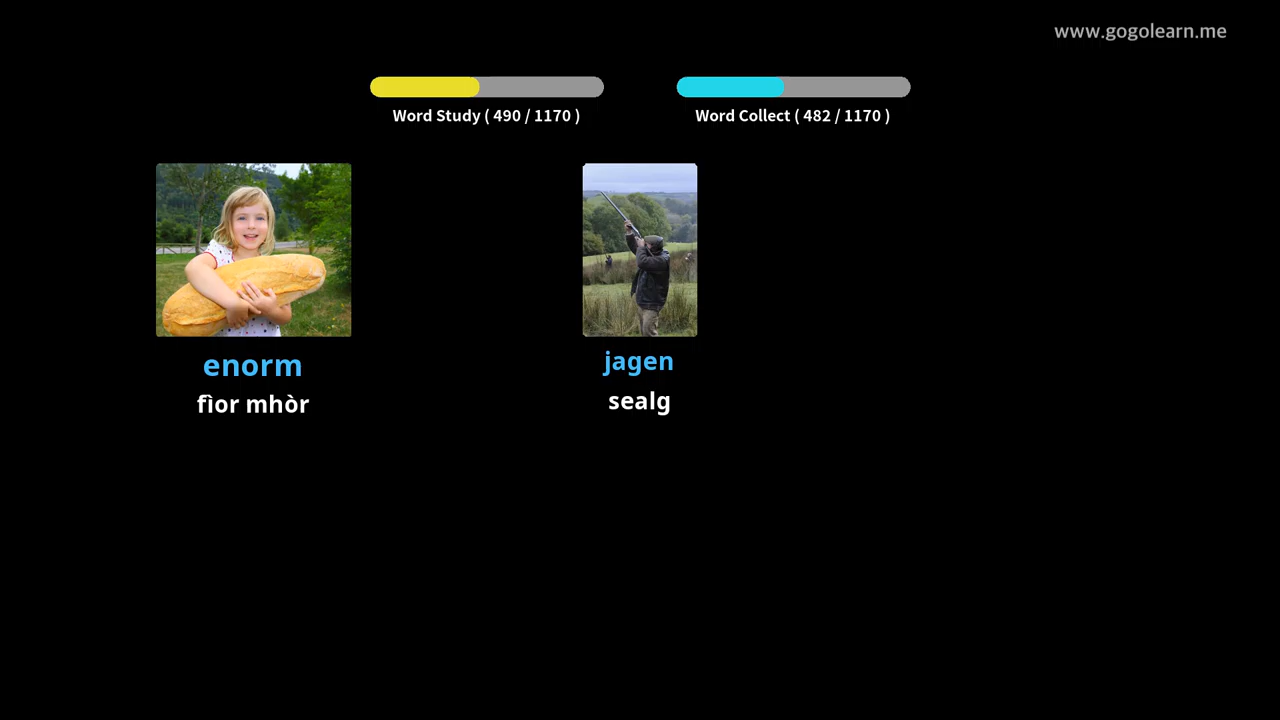 www.gogolearn.me
Word Study ( 490 / 1170 )
Word Collect ( 482 / 1170 )
enorm
fìor mhòr
jagen
sealg